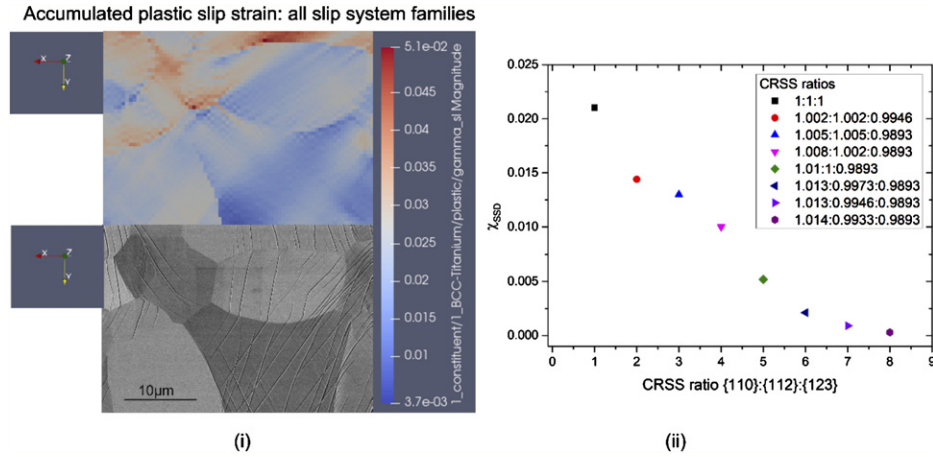 Accumulated plastic slip strain: all slip system families
X
Z
Y
5.1e-02
0.045
0.04
0.035
0.03
0.025
0.02
0.015
0.01
3.7e-03
1_constituent/1_BCC-Titanium/plastic/gamma_sl Magnitude
X
Z
Y
10µm
(i)
0.025
0.020
0.015
0.010
0.005
0.000
χSSD
0 1 2 3 4 5 6 7 8 9
CRSS ratio {110}:{112}:{123}
CRSS ratios
1:1:1
1.002:1.002:0.9946
1.005:1.005:0.9893
1.008:1.002:0.9893
1.01:1:0.9893
1.013:0.9973:0.9893
1.013:0.9946:0.9893
1.014:0.9933:0.9893
(ii)